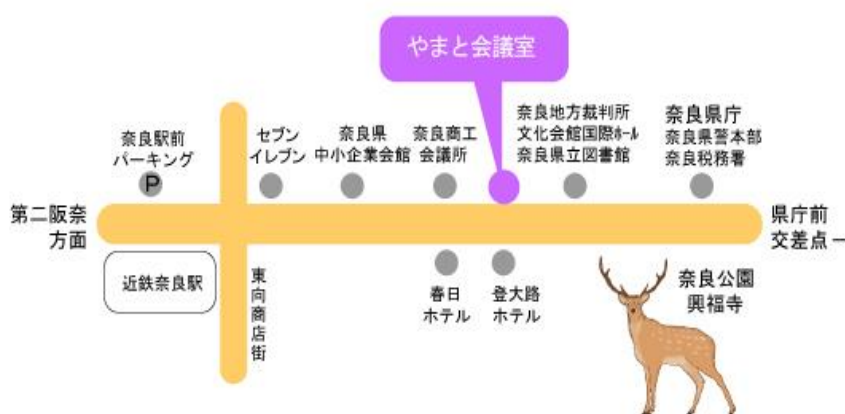 やまと会議室
奈良駅前
パーキング
P
セブン
イレブン
奈良県
中小企業会館
奈良商工
会議所
奈良地方裁判所
文化会館国際ﾎｰﾙ
奈良県立図書館
奈良県庁
奈良県警本部
奈良税務署
第二阪奈
方面
県庁前
交差点
近鉄奈良駅
東向商店街
春日
ホテル
登大路
ホテル
奈良公園
興福寺